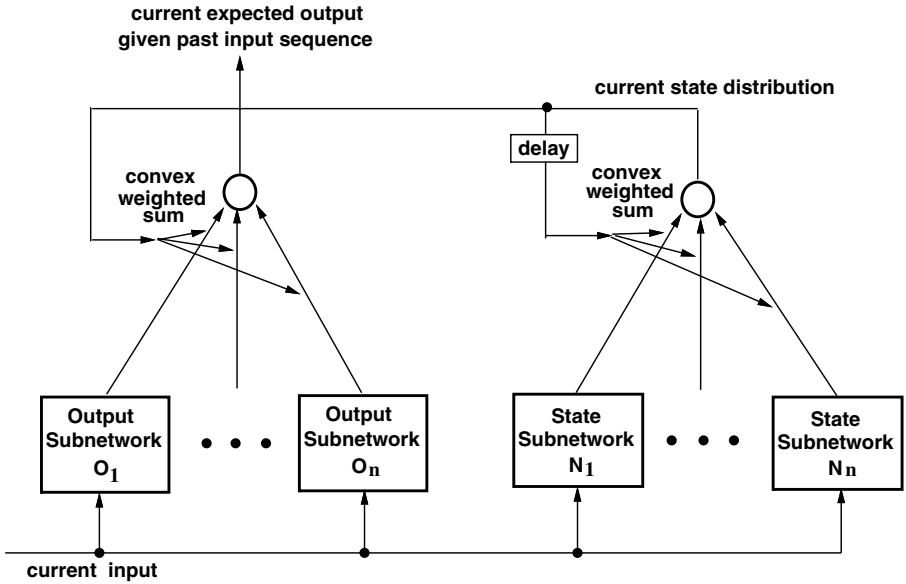 current expected output
given past input sequence
current state distribution
delay
convex
weighted
sum
convex
weighted
sum
Output
Subnetwork
O1
Output
Subnetwork
On
State
Subnetwork
N1
State
Subnetwork
Nn
current input